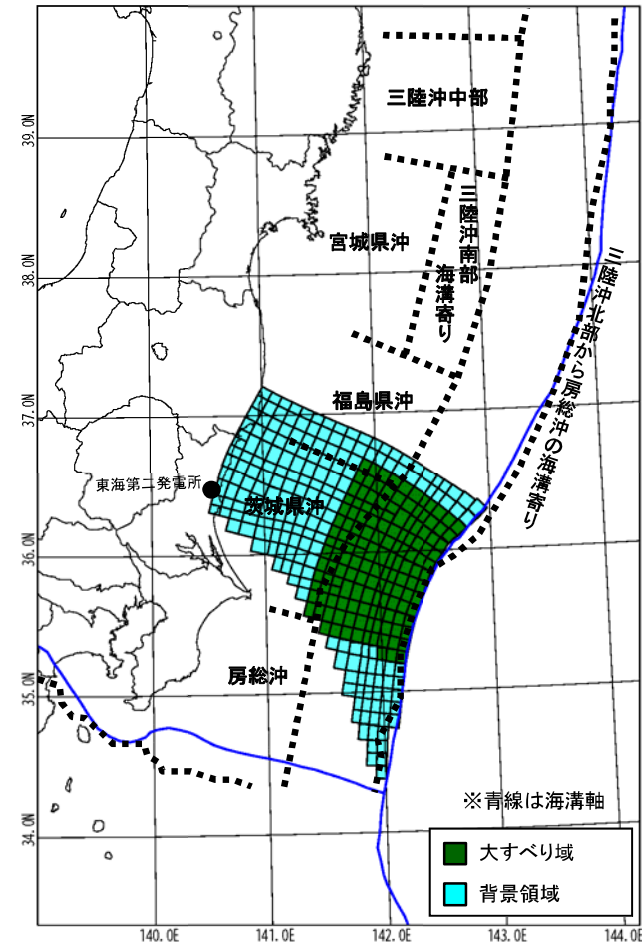 39.0N
38.0N
37.0N
36.0N
35.0N
34.0N
三陸沖中部
宮城県沖
三陸沖南部
海溝寄り
三陸沖北部から房総沖の海溝寄り
福島県沖
東海第二発電所
茨城県沖
房総沖
※青線は海溝軸
大すべり域
背景領域
140.0E
141.0E
142.0E
143.0E
144.0E